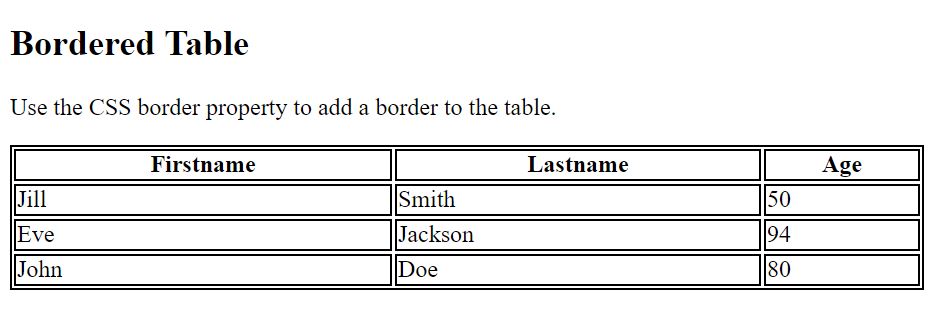 Bordered Table
Use the CSS border property to add a border to the table.
Firstname Lastname Age
Jill Smith 50
Eve Jackson 94
John Doe 80